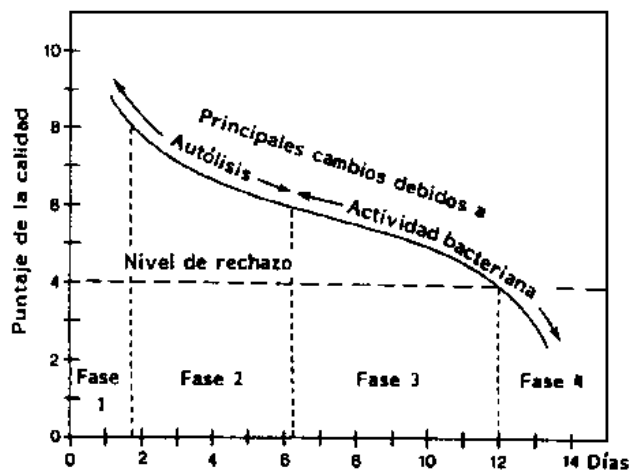 Puntaje de la calidad
10
8
6
4
2
0
Principales cambios debidos a
Autólisis
Actividad bacteriana
Nivel de rechazo
Fase 1
Fase 2
Fase 3
Fase 4
0 2 4 6 8 10 12 14 Días